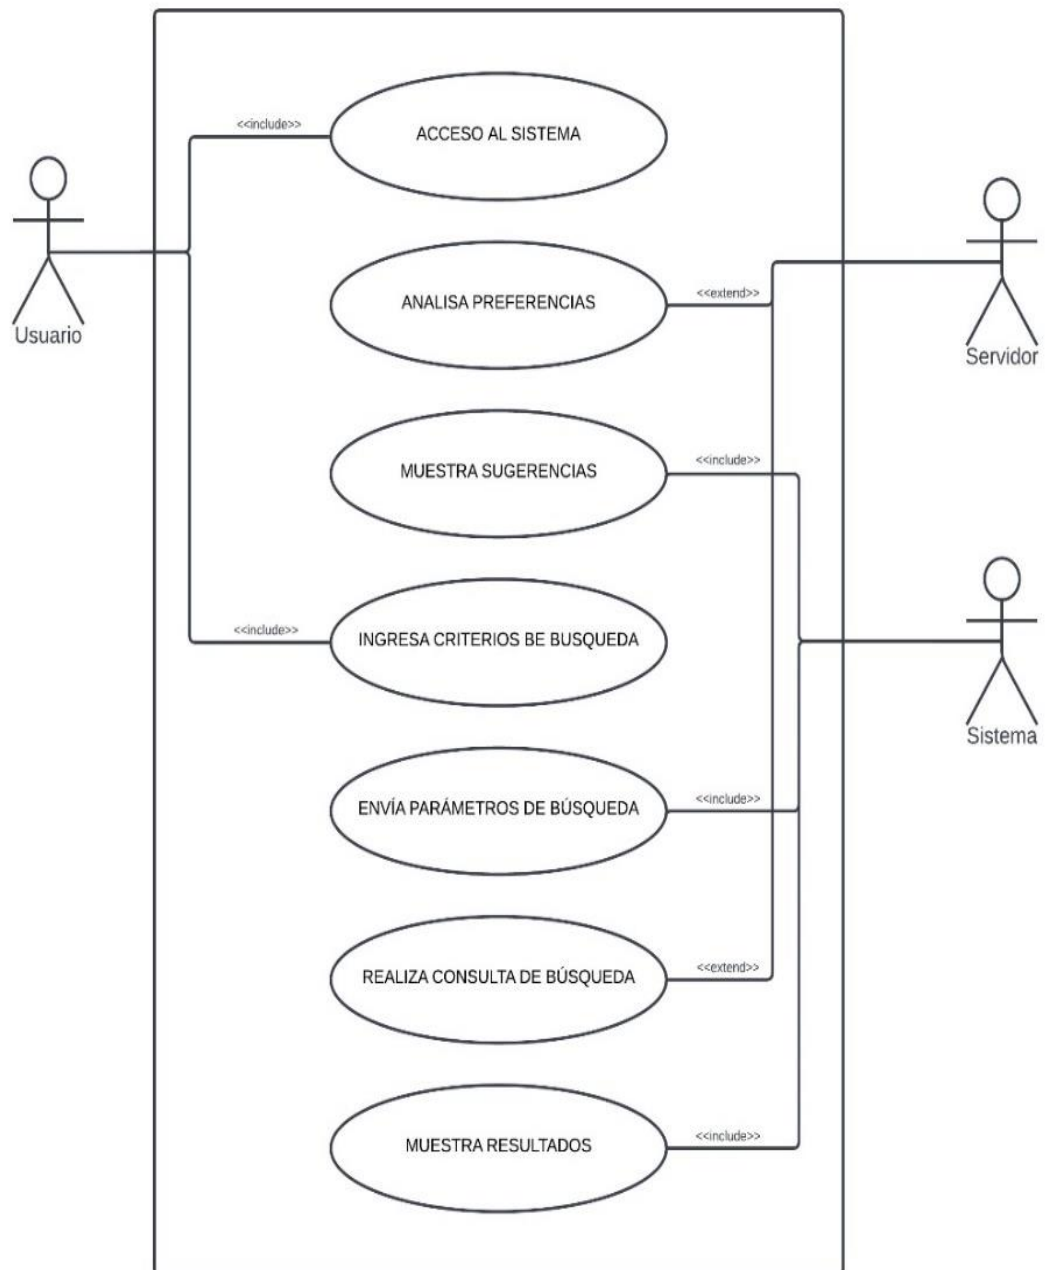 <<include>>
ACCESO AL SISTEMA
Usuario
ANALISA PREFERENCIAS
<<extend>>
Servidor
MUESTRA SUGERENCIAS
<<include>>
<<include>>
INGRESA CRITERIOS BE BUSQUEDA
Sistema
ENVÍA PARÁMETROS DE BÚSQUEDA
<<include>>
REALIZA CONSULTA DE BÚSQUEDA
<<extend>>
MUESTRA RESULTADOS
<<include>>